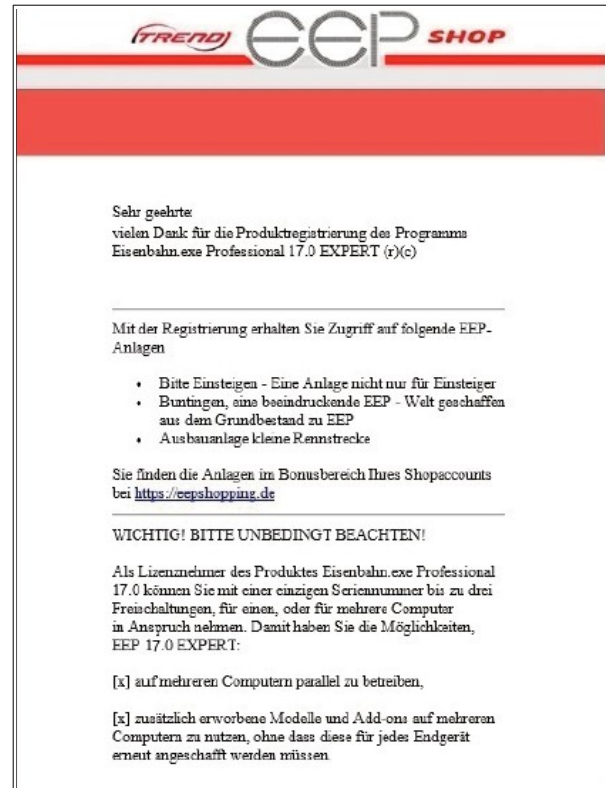 TREND EEP SHOP
Sehr geehrte:
vielen Dank für die Produktregistrierung des Programms
Eisenbahn.exe Professional 17.0 EXPERT (r)(c)
Mit der Registrierung erhalten Sie Zugriff auf folgende EEP-
Anlagen
• Bitte Einsteigen - Eine Anlage nicht nur für Einsteiger
• Buntingen, eine beeindruckende EEP - Welt geschaffen
aus dem Grundbestand zu EEP
• Ausbauanlage kleine Rennstrecke
Sie finden die Anlagen im Bonusbereich Ihres Shopaccounts
bei https://eepshopping.de
WICHTIG! BITTE UNBEDINGT BEACHTEN!
Als Lizenznehmer des Produktes Eisenbahn.exe Professional
17.0 können Sie mit einer einzigen Seriennummer bis zu drei
Freischaltungen, für einen, oder für mehrere Computer
in Anspruch nehmen. Damit haben Sie die Möglichkeiten,
EEP 17.0 EXPERT:
[x] auf mehreren Computern parallel zu betreiben,
[x] zusätzlich erworbene Modelle und Add-ons auf mehreren
Computern zu nutzen, ohne dass diese für jedes Endgerät
erneut angeschafft werden müssen